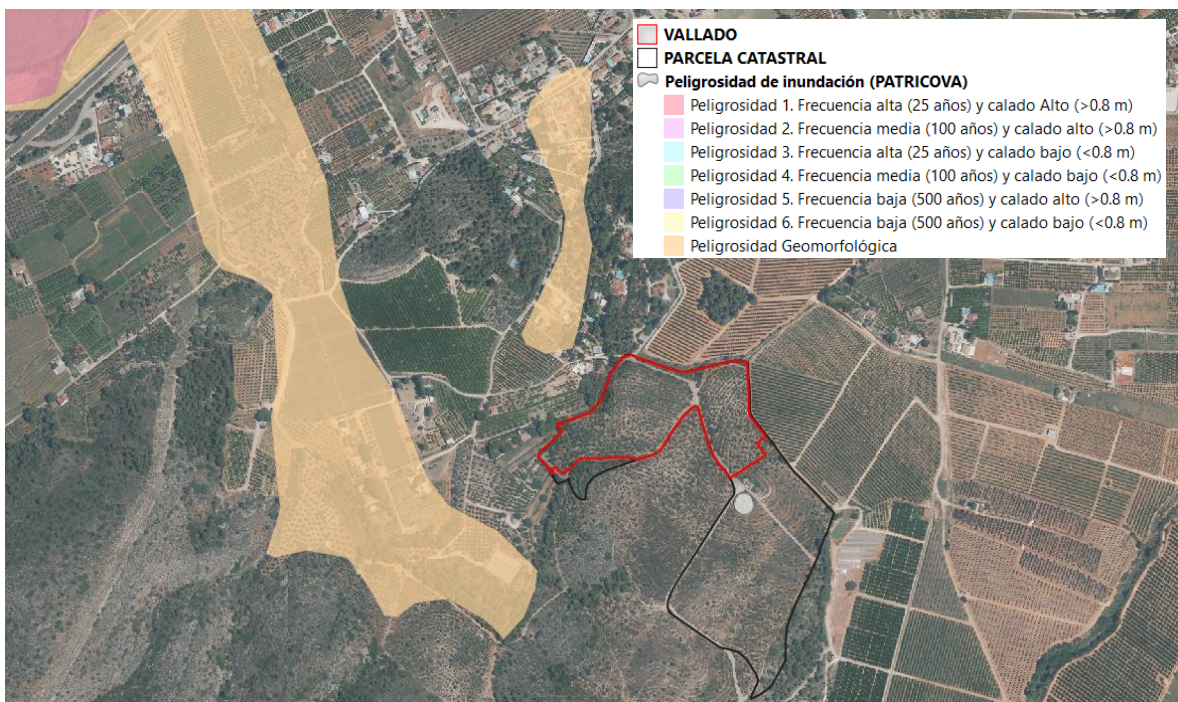 VALLADO
PARCELA CATASTRAL
Peligrosidad de inundación (PATRICOVA)
Peligrosidad 1. Frecuencia alta (25 años) y calado Alto (>0.8 m)
Peligrosidad 2. Frecuencia media (100 años) y calado alto (>0.8 m)
Peligrosidad 3. Frecuencia alta (25 años) y calado bajo (<0.8 m)
Peligrosidad 4. Frecuencia media (100 años) y calado bajo (<0.8 m)
Peligrosidad 5. Frecuencia baja (500 años) y calado alto (>0.8 m)
Peligrosidad 6. Frecuencia baja (500 años) y calado bajo (<0.8 m)
Peligrosidad Geomorfológica